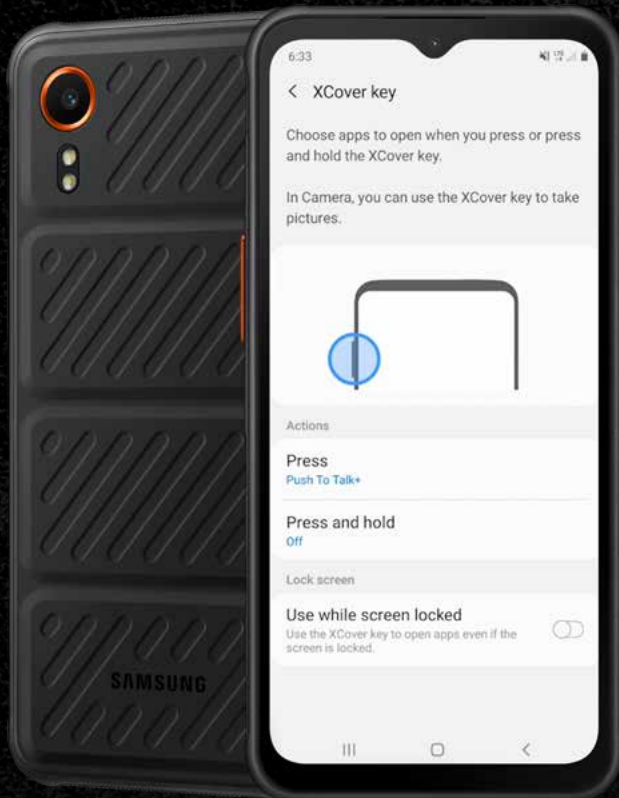 6:33
XCover key
Choose apps to open when you press or press
and hold the XCover key.
In Camera, you can use the XCover key to take
pictures.
Actions
Press
Push To Talk+
Press and hold
Off
Lock screen
Use while screen locked
Use the XCover key to open apps even if the
screen is locked.
SAMSUNG